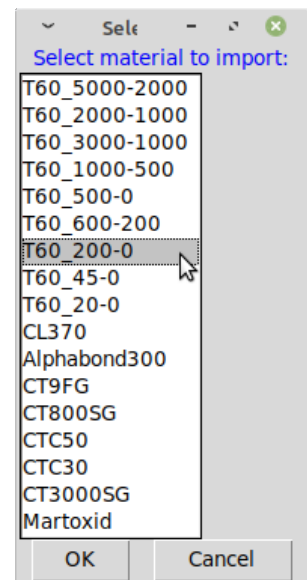 Sele
Select material to import:
T60_5000-2000
T60_2000-1000
T60_3000-1000
T60_1000-500
T60_500-0
T60_600-200
T60_200-0
T60_45-0
T60_20-0
CL370
Alphabond300
CT9FG
CT800SG
CTC50
CTC30
CT3000SG
Martoxid
OK Cancel